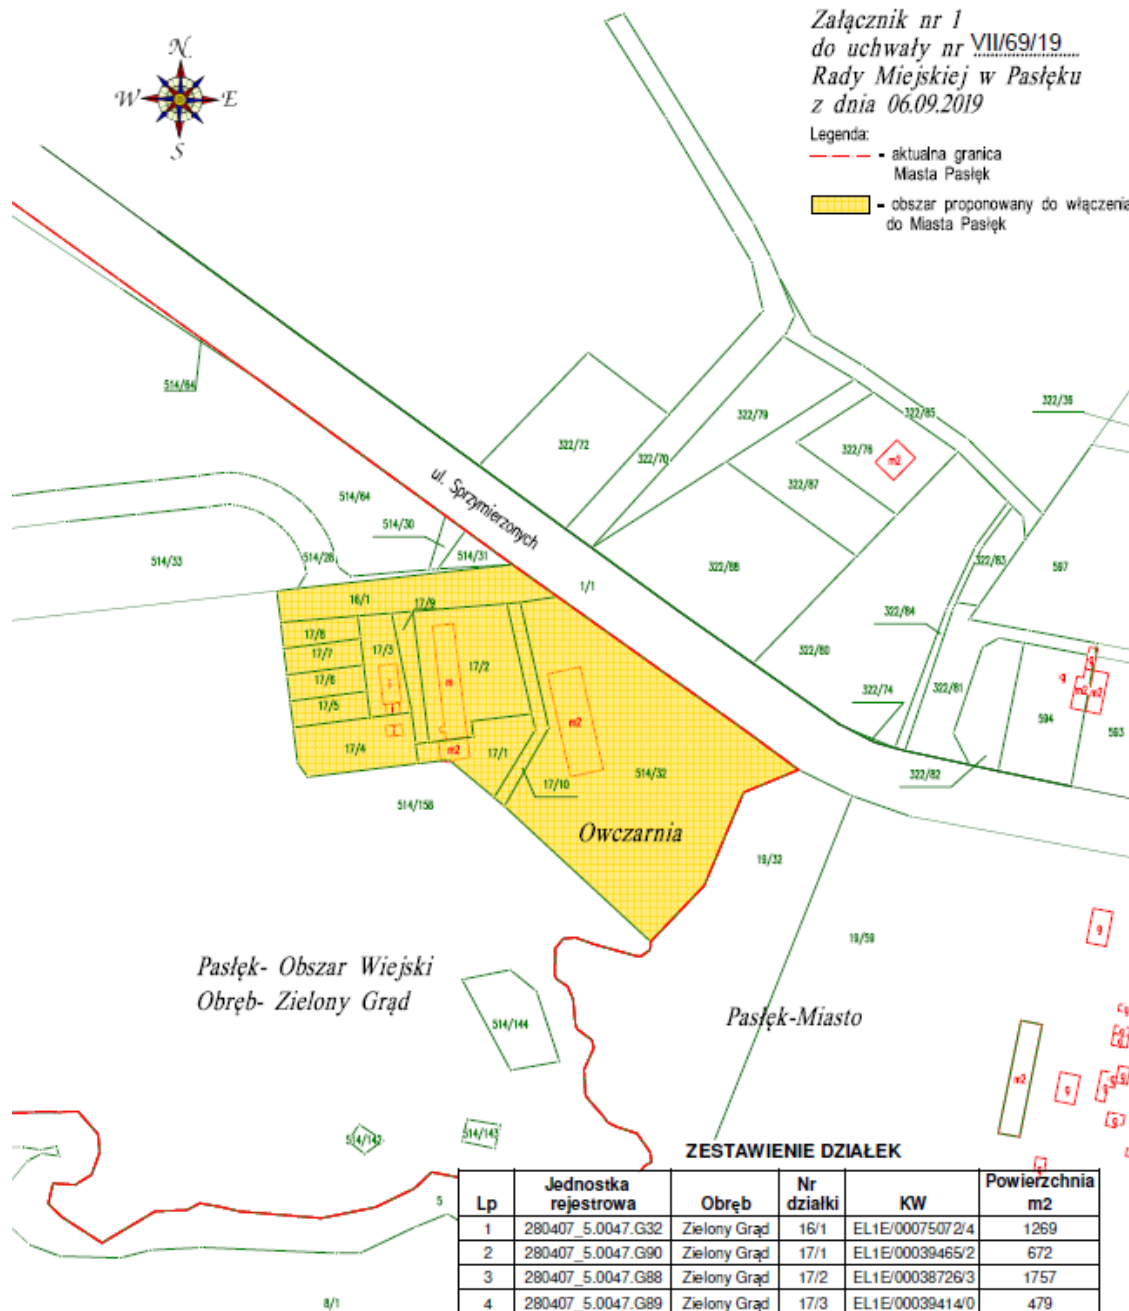 Załącznik nr 1
do uchwały nr VII/69/19
Rady Miejskiej w Pasłęku
z dnia 06.09.2019
Legenda:
- aktualna granica
Miasta Pasłęk
- obszar proponowany do włączenia
do Miasta Pasłęk
N
W E
S
514/64
322/72
322/70
322/79
322/85
322/36
322/76
m2
322/87
ul. Sprzymierzonych
514/64
514/30
514/31
514/33
514/28
1/1
322/88
322/83
597
322/84
322/80
322/74
322/81
594
593
g
m2
m2
322/82
16/1
17/9
17/8
17/7
17/6
17/5
17/3
17/2
m
m2
17/4
m2
17/1
17/10
514/32
514/158
Owczarnia
19/32
19/59
g
Pasłęk- Obszar Wiejski
Obręb- Zielony Grąd
514/144
Pasłęk-Miasto
m2
g
g
g
514/142
514/143
5
8/1
ZESTAWIENIE DZIAŁEK
Lp Jednostka rejestrowa Obręb Nr działki KW Powierzchnia m2
1 280407_5.0047.G32 Zielony Grąd 16/1 EL1E/00075072/4 1269
2 280407_5.0047.G90 Zielony Grąd 17/1 EL1E/00039465/2 672
3 280407_5.0047.G88 Zielony Grąd 17/2 EL1E/00038726/3 1757
4 280407_5.0047.G89 Zielony Grąd 17/3 EL1E/00039414/0 479